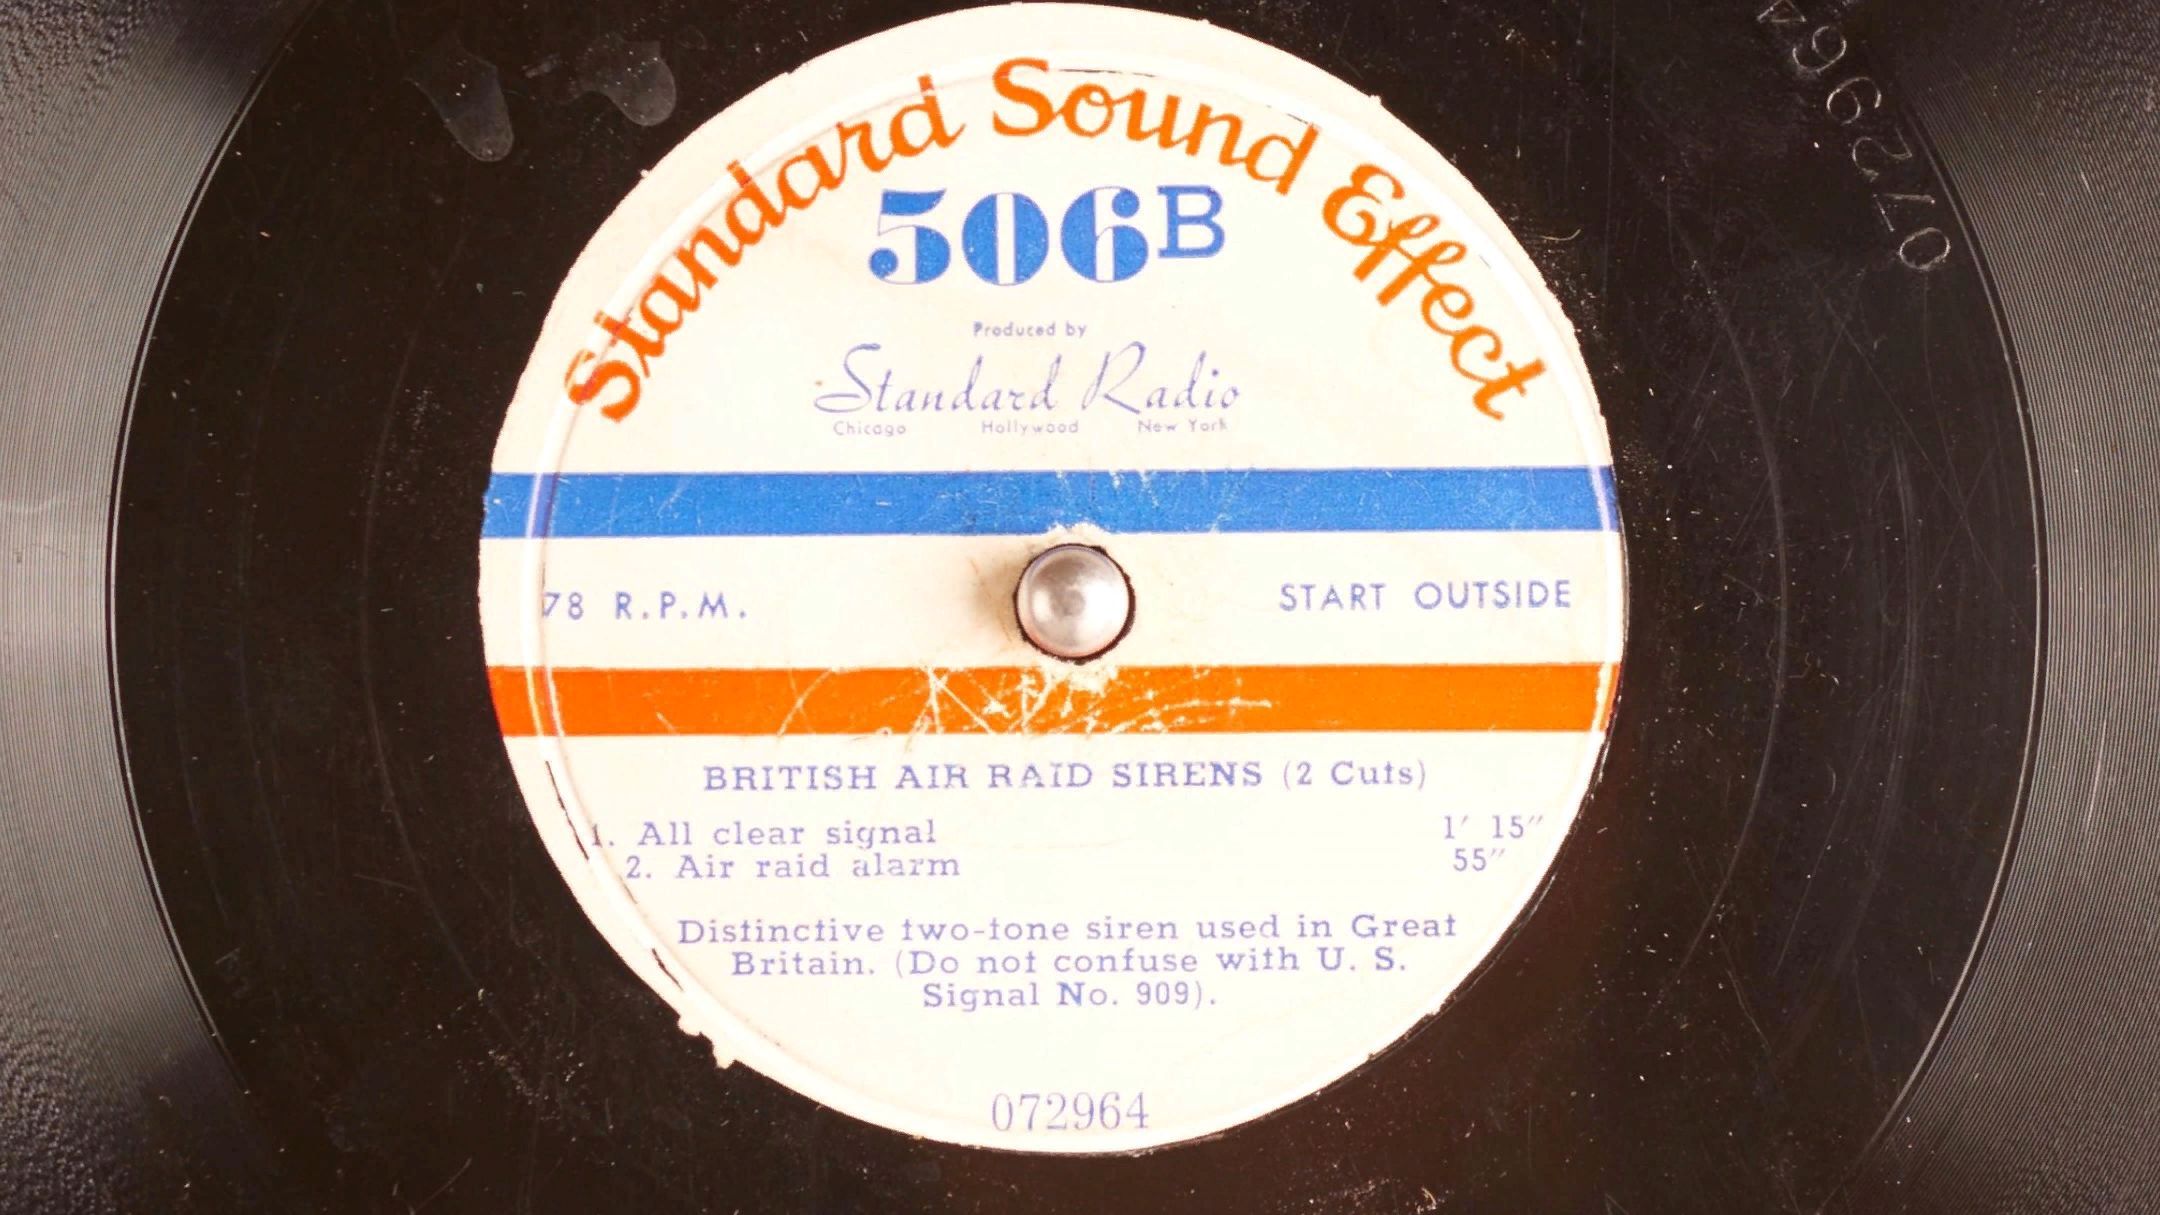 Standard Sound Effect
506B
Produced by
Standard Radio
Chicago Hollywood New York
78 R.P.M. START OUTSIDE
BRITISH AIR RAID SIRENS (2 Cuts)
1. All clear signal 1′ 15″
2. Air raid alarm 55″
Distinctive two-tone siren used in Great
Britain. (Do not confuse with U. S.
Signal No. 909).
072964
072964